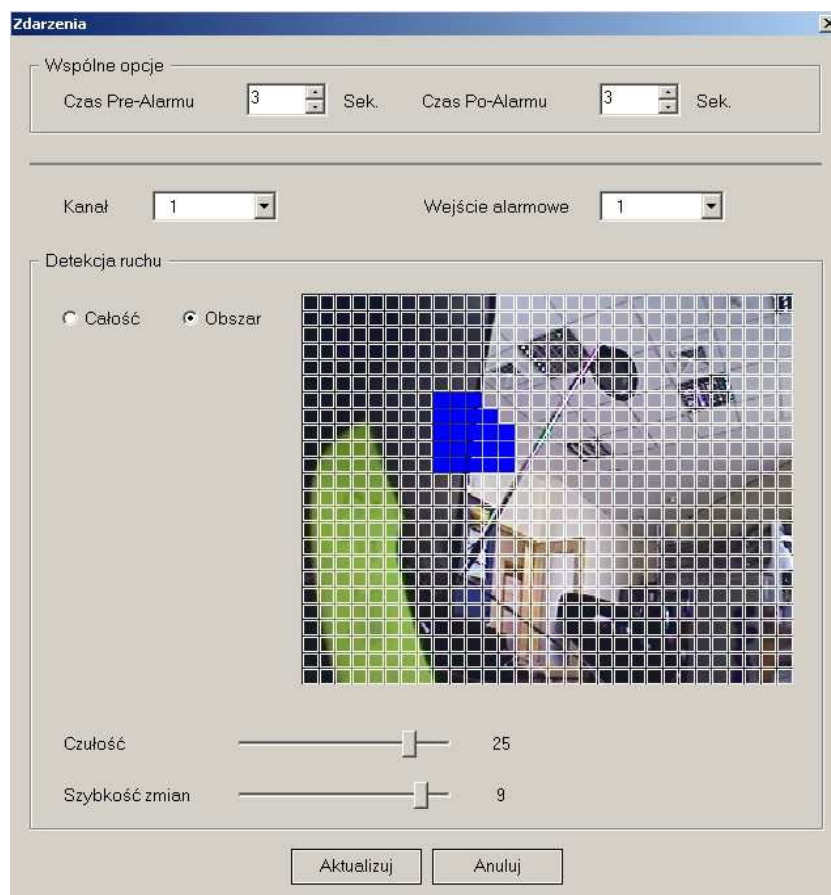 Zdarzenia
Wspólne opcje
Czas Pre-Alarmu 3 Sek. Czas Po-Alarmu 3 Sek.
Kanał 1 Wejście alarmowe 1
Detekcja ruchu
Całość Obszar
1
Czułość 25
Szybkość zmian 9
Aktualizuj Anuluj